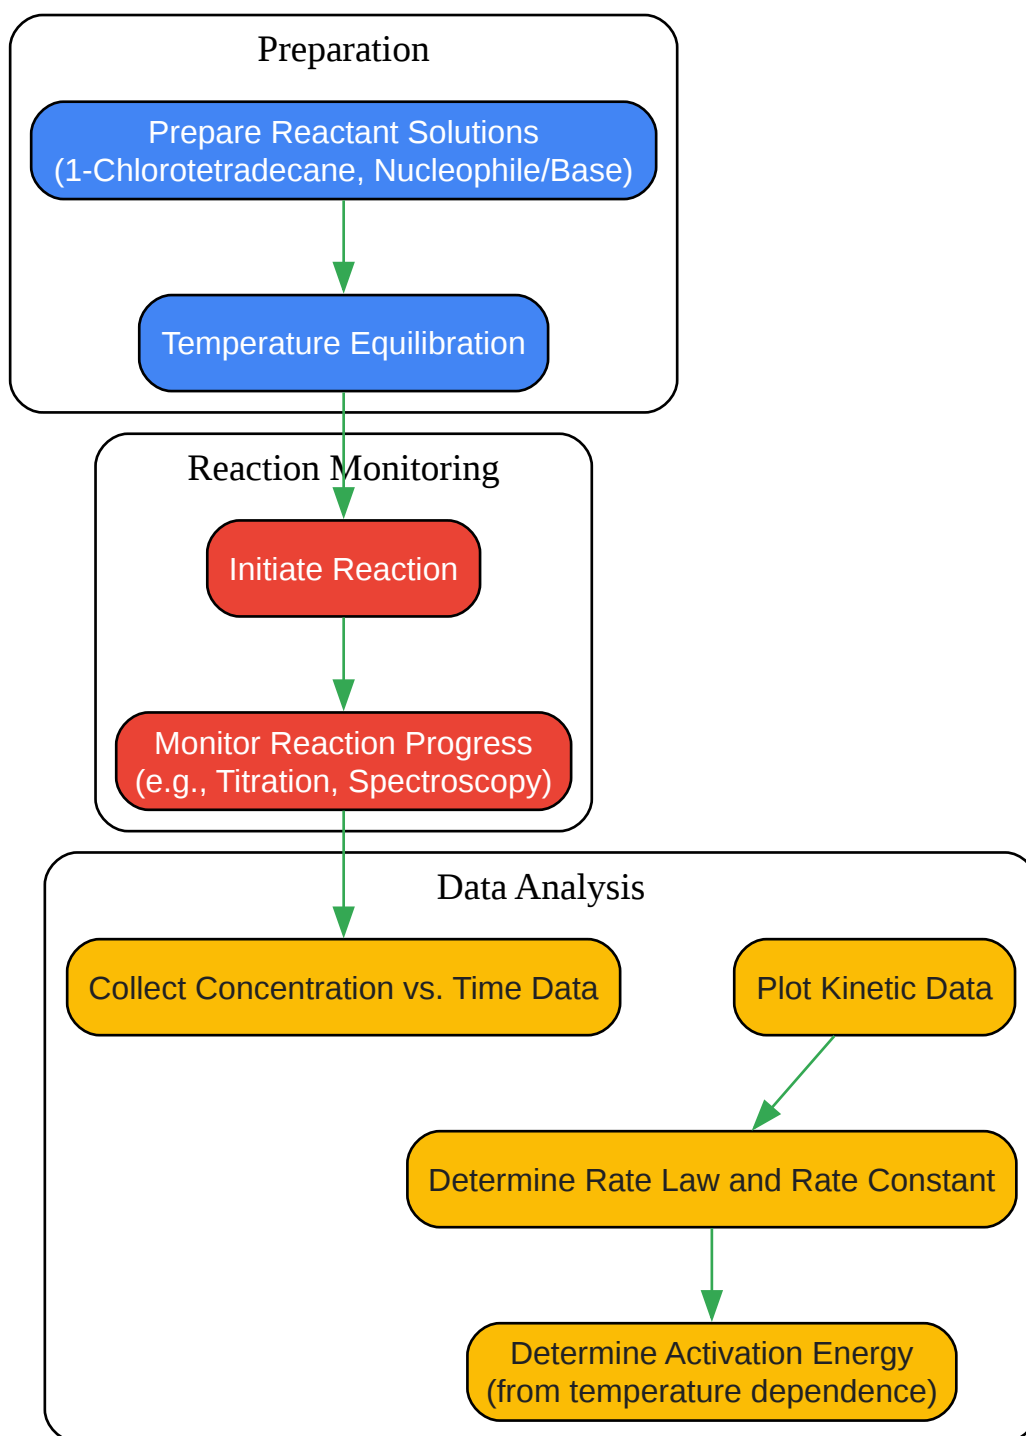 Preparation
Prepare Reactant Solutions
(1-Chlorotetradecane, Nucleophile/Base)
Temperature Equilibration
Reaction Monitoring
Initiate Reaction
Monitor Reaction Progress
(e.g., Titration, Spectroscopy)
Data Analysis
Collect Concentration vs. Time Data
Plot Kinetic Data
Determine Rate Law and Rate Constant
Determine Activation Energy
(from temperature dependence)